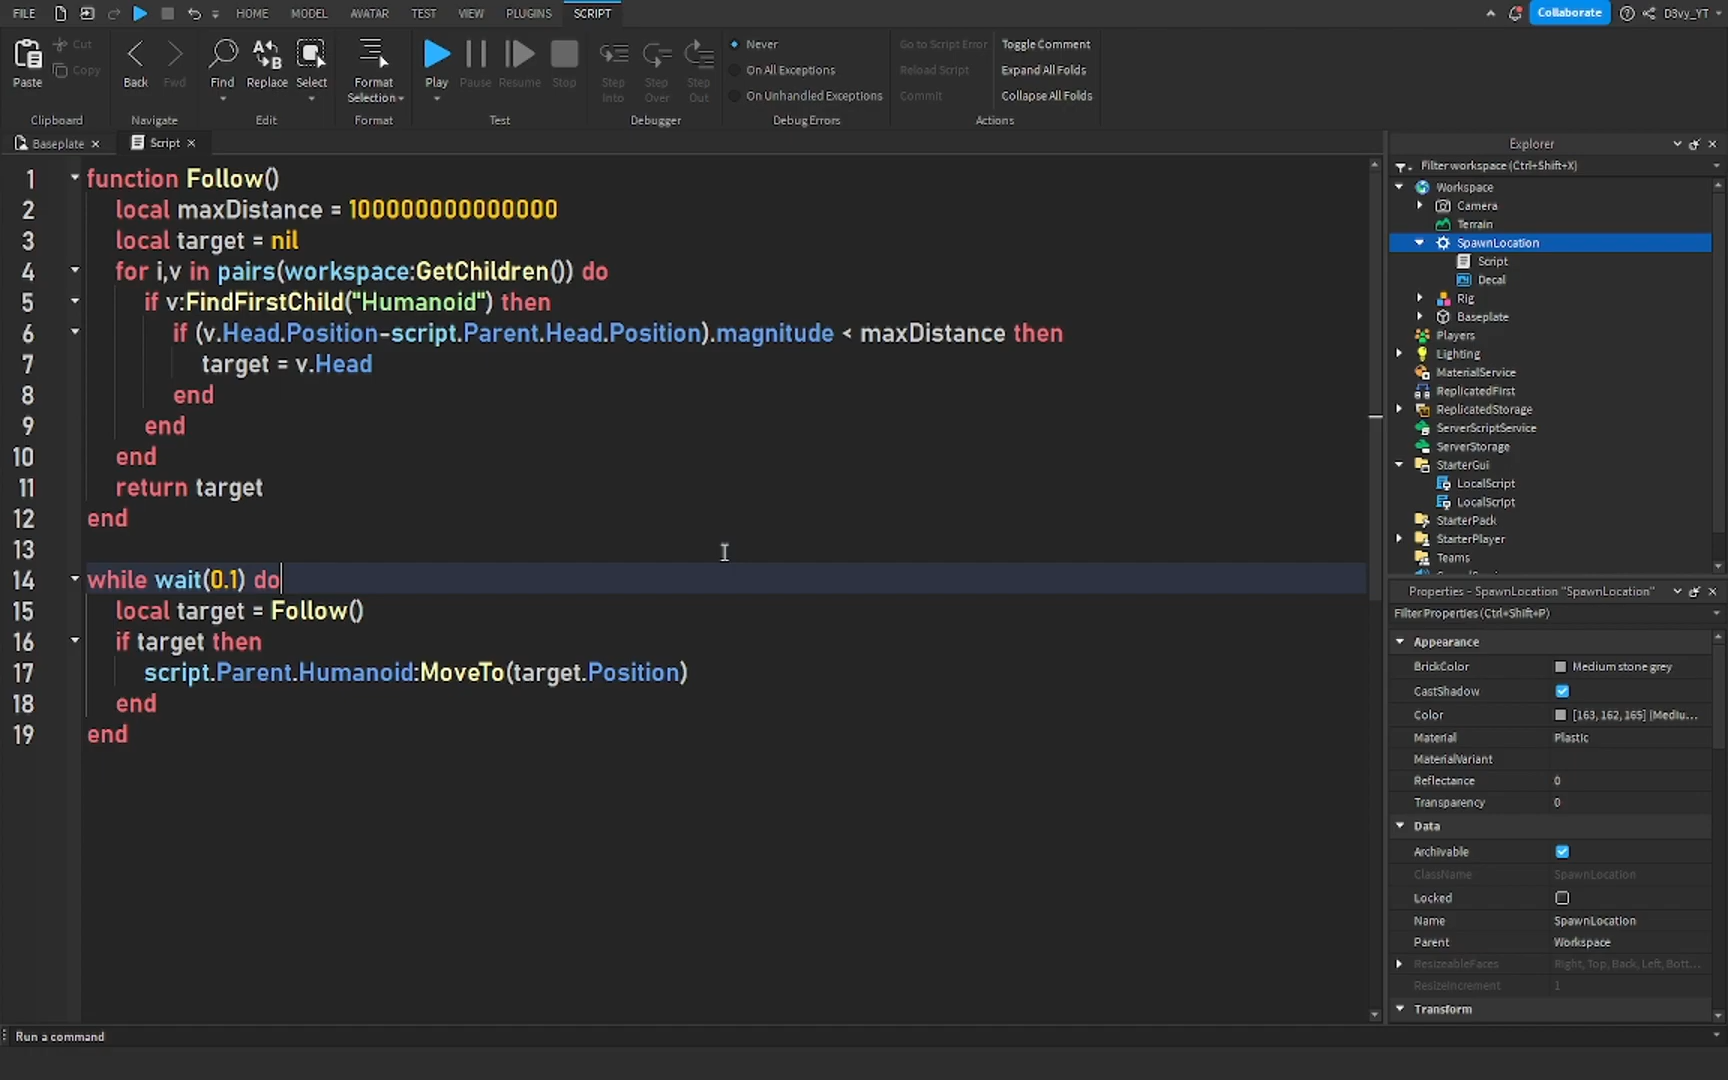 FILE HOME MODEL AVATAR TEST VIEW PLUGINS SCRIPT Collaborate D3vy_YT
Paste Cut Copy Back Fwd Find Replace Select Format Selection Play Pause Resume Stop Step Into Step Over Step Out
Never
On All Exceptions
On Unhandled Exceptions
Go to Script Error
Reload Script
Commit
Toggle Comment
Expand All Folds
Collapse All Folds
Clipboard Navigate Edit Format Test Debugger Debug Errors Actions
Baseplate Script
1 function Follow()
2 local maxDistance = 100000000000000
3 local target = nil
4 for i,v in pairs(workspace:GetChildren()) do
5 if v:FindFirstChild("Humanoid") then
6 if (v.Head.Position-script.Parent.Head.Position).magnitude < maxDistance then
7 target = v.Head
8 end
9 end
10 end
11 return target
12 end
13
14 while wait(0.1) do
15 local target = Follow()
16 if target then
17 script.Parent.Humanoid:MoveTo(target.Position)
18 end
19 end
Explorer
Filter workspace (Ctrl+Shift+X)
Workspace
Camera
Terrain
SpawnLocation
Script
Decal
Rig
Baseplate
Players
Lighting
MaterialService
ReplicatedFirst
ReplicatedStorage
ServerScriptService
ServerStorage
StarterGui
LocalScript
LocalScript
StarterPack
StarterPlayer
Teams
Properties - SpawnLocation "SpawnLocation"
Filter Properties (Ctrl+Shift+P)
Appearance
BrickColor Medium stone grey
CastShadow
Color [163, 162, 165] (Mediu...
Material Plastic
MaterialVariant
Reflectance 0
Transparency 0
Data
Archivable
ClassName SpawnLocation
Locked
Name SpawnLocation
Parent Workspace
ResizeableFaces Right, Top, Back, Left, Bott...
ResizeIncrement 1
Transform
Run a command